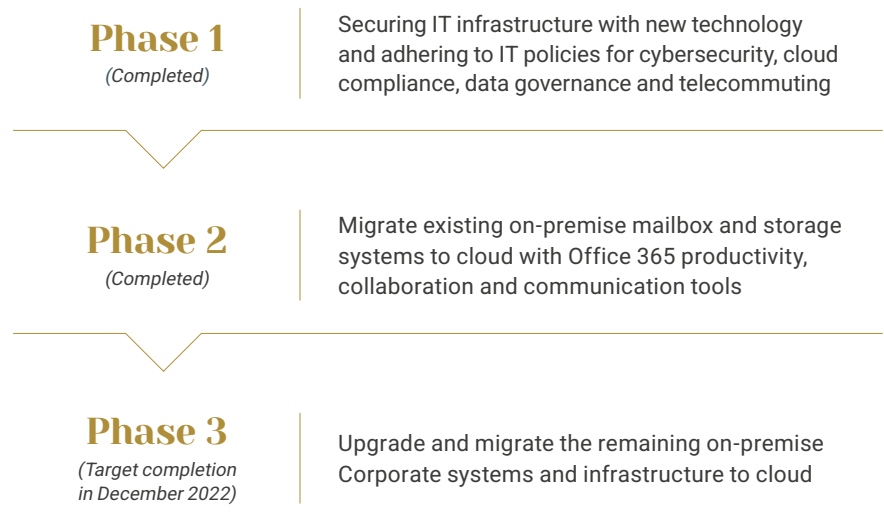 Phase 1
(Completed)
Securing IT infrastructure with new technology
and adhering to IT policies for cybersecurity, cloud
compliance, data governance and telecommuting
Phase 2
(Completed)
Migrate existing on-premise mailbox and storage
systems to cloud with Office 365 productivity,
collaboration and communication tools
Phase 3
(Target completion
in December 2022)
Upgrade and migrate the remaining on-premise
Corporate systems and infrastructure to cloud